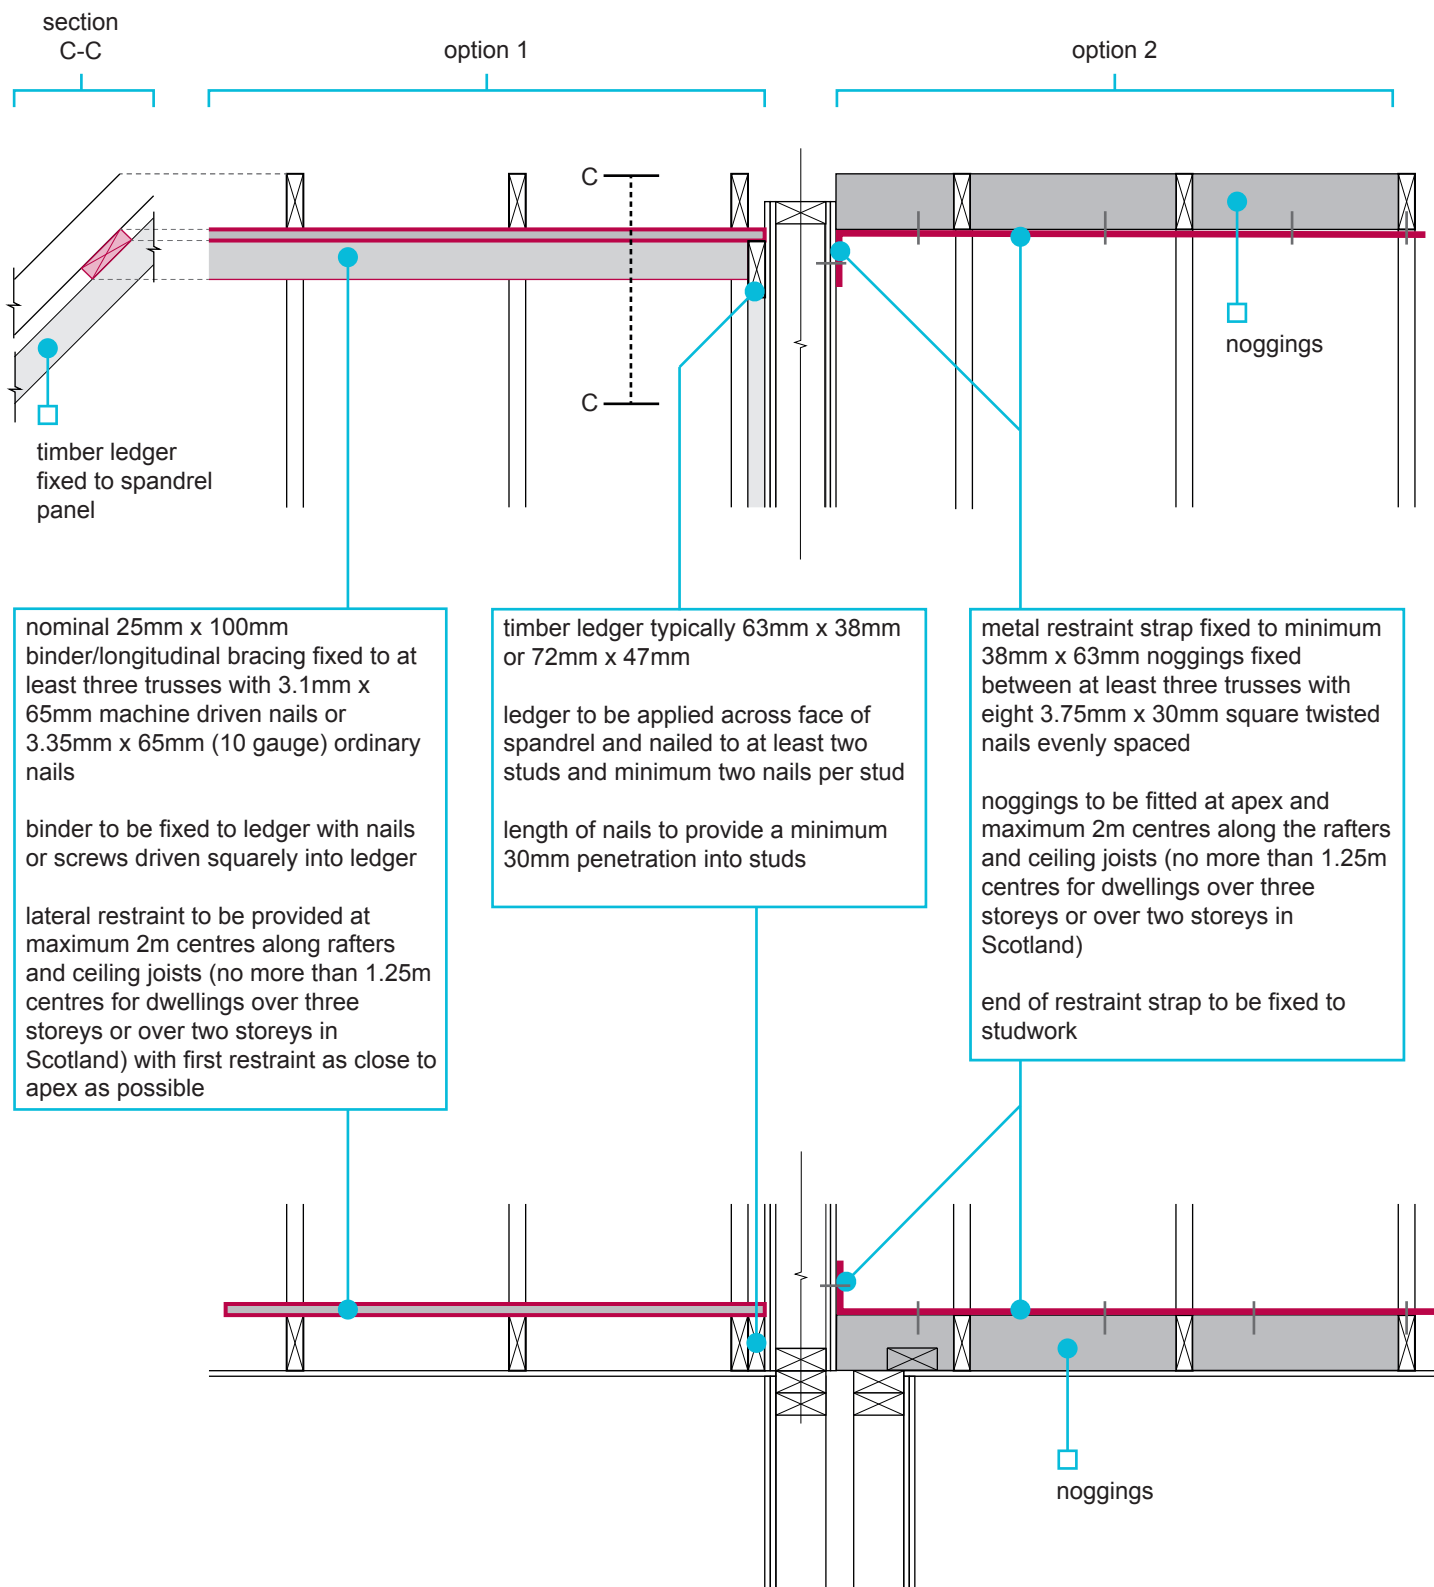 section
C-C
option 1
option 2
C
C
noggings
timber ledger
fixed to spandrel
panel
nominal 25mm x 100mm
binder/longitudinal bracing fixed to at
least three trusses with 3.1mm x
65mm machine driven nails or
3.35mm x 65mm (10 gauge) ordinary
nails
binder to be fixed to ledger with nails
or screws driven squarely into ledger
lateral restraint to be provided at
maximum 2m centres along rafters
and ceiling joists (no more than 1.25m
centres for dwellings over three
storeys or over two storeys in
Scotland) with first restraint as close to
apex as possible
timber ledger typically 63mm x 38mm
or 72mm x 47mm
ledger to be applied across face of
spandrel and nailed to at least two
studs and minimum two nails per stud
length of nails to provide a minimum
30mm penetration into studs
metal restraint strap fixed to minimum
38mm x 63mm noggings fixed
between at least three trusses with
eight 3.75mm x 30mm square twisted
nails evenly spaced
noggings to be fitted at apex and
maximum 2m centres along the rafters
and ceiling joists (no more than 1.25m
centres for dwellings over three
storeys or over two storeys in
Scotland)
end of restraint strap to be fixed to
studwork
noggings